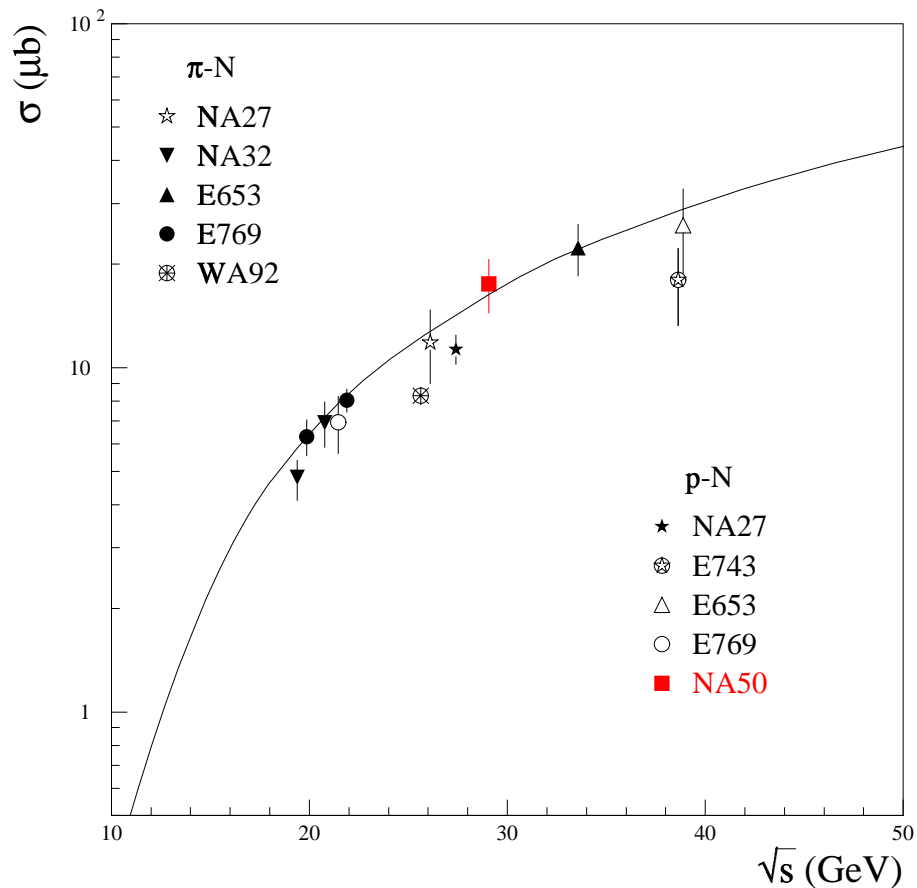 σ (μb)
10 2
10
1
π-N
NA27
NA32
E653
E769
WA92
p-N
NA27
E743
E653
E769
NA50
10 20 30 40 50
√s (GeV)